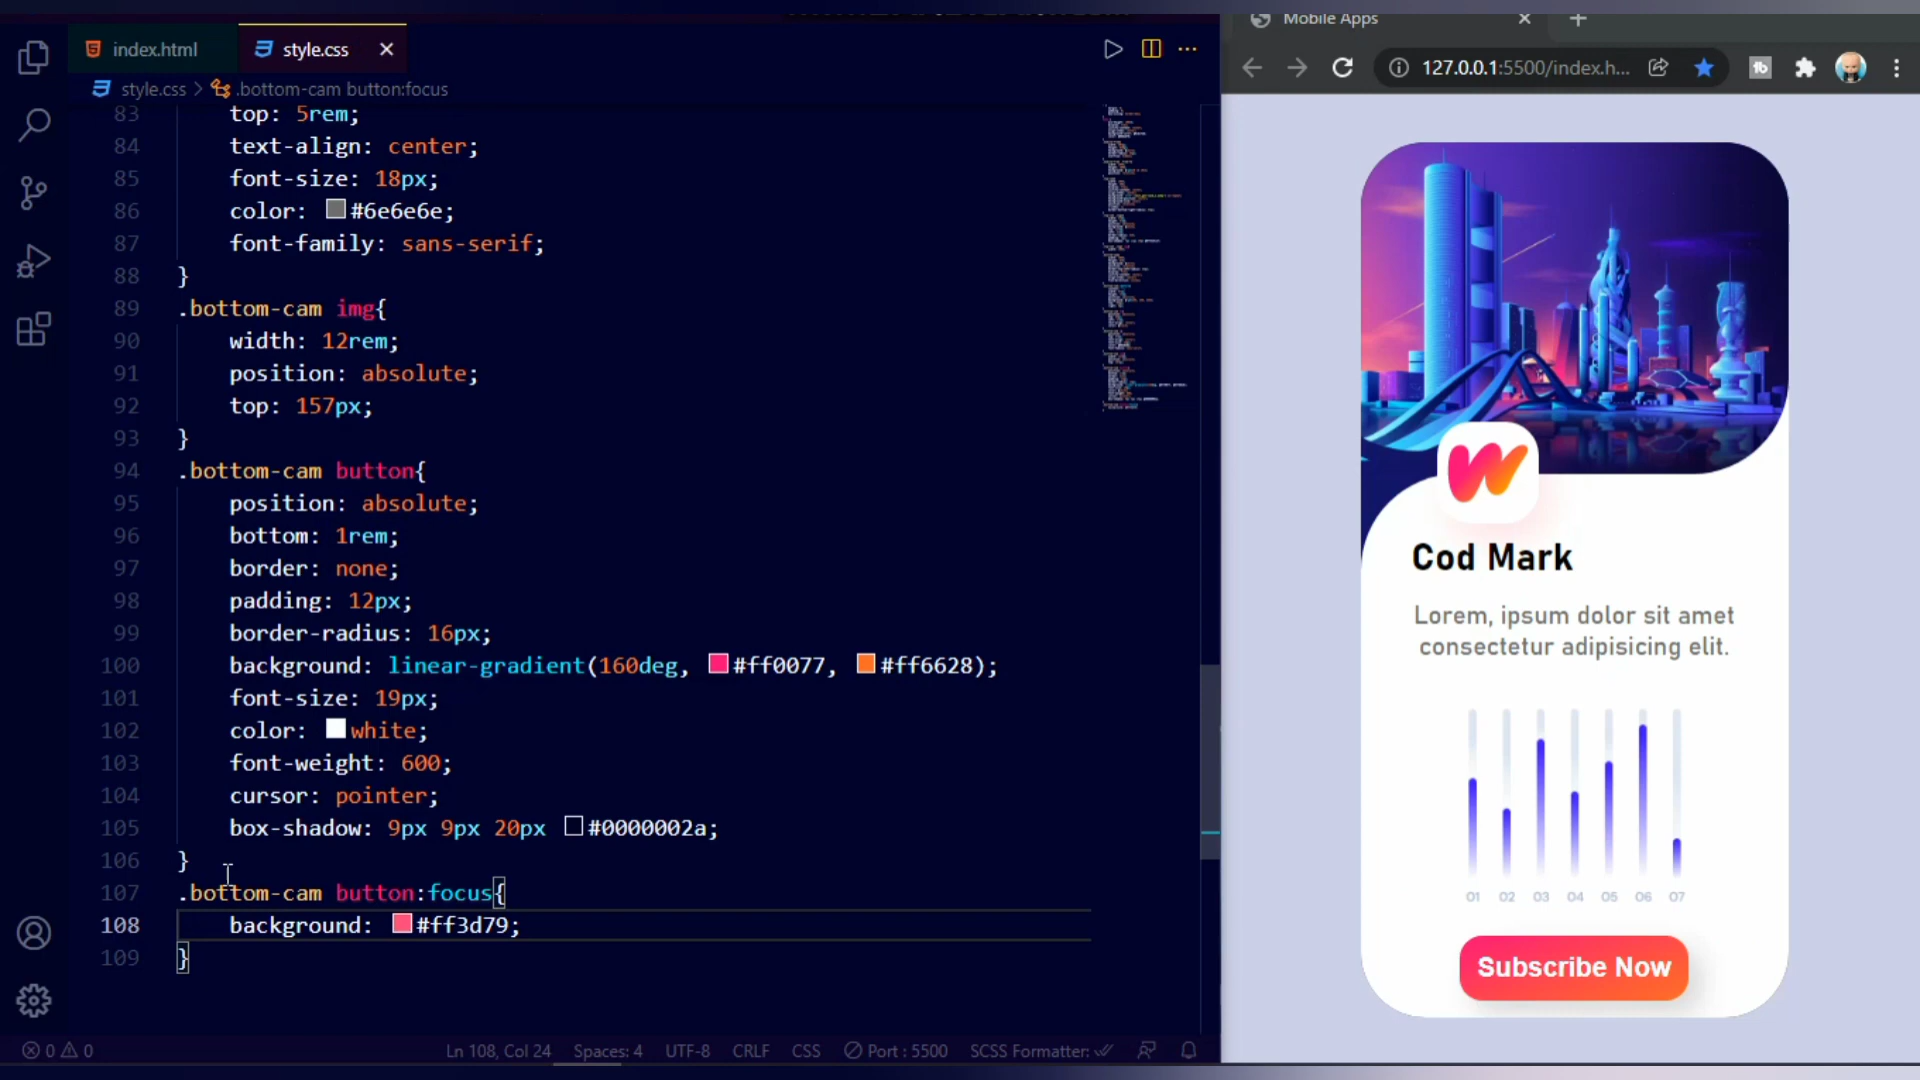 index.html
style.css
style.css > .bottom-cam button:focus
83 top: 5rem;
84 text-align: center;
85 font-size: 18px;
86 color: #6e6e6e;
87 font-family: sans-serif;
88 }
89 .bottom-cam img{
90 width: 12rem;
91 position: absolute;
92 top: 157px;
93 }
94 .bottom-cam button{
95 position: absolute;
96 bottom: 1rem;
97 border: none;
98 padding: 12px;
99 border-radius: 16px;
100 background: linear-gradient(160deg, #ff0077, #ff6628);
101 font-size: 19px;
102 color: white;
103 font-weight: 600;
104 cursor: pointer;
105 box-shadow: 9px 9px 20px #0000002a;
106 }
107 .bottom-cam button:focus{
108 background: #ff3d79;
109 }
0 0 Ln 108, Col 24 Spaces: 4 UTF-8 CRLF CSS Port : 5500 SCSS Formatter:
Mobile Apps
127.0.0.1:5500/index.h...
Cod Mark
Lorem, ipsum dolor sit amet
consectetur adipisicing elit.
01 02 03 04 05 06 07
Subscribe Now